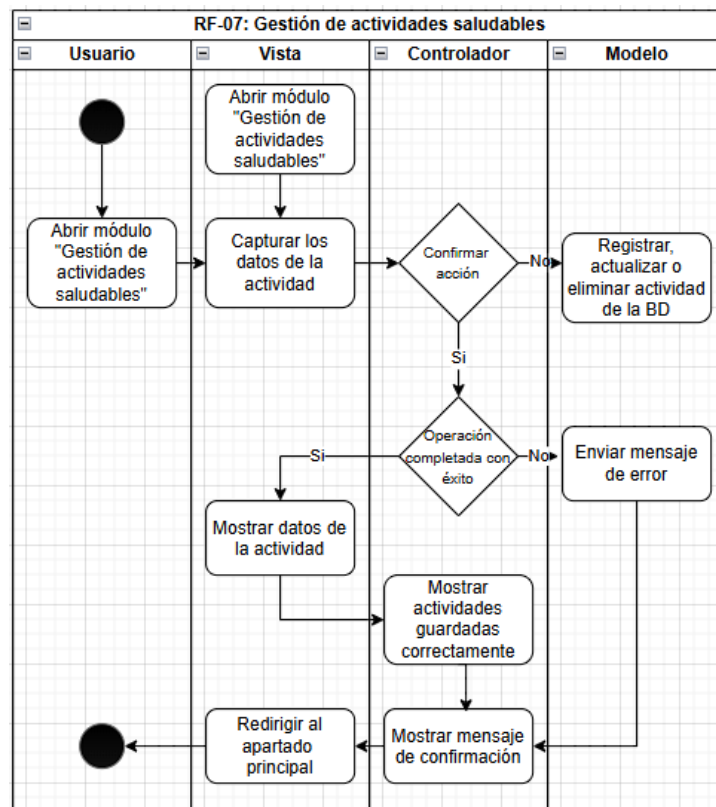 RF-07: Gestión de actividades saludables
Usuario
Vista
Controlador
Modelo
Abrir módulo
"Gestión de
actividades
saludables"
Abrir módulo
"Gestión de
actividades
saludables"
Capturar los
datos de la
actividad
Confirmar
acción
No
Registrar,
actualizar o
eliminar actividad
de la BD
Si
Operación
completada con
éxito
Si
No
Enviar mensaje
de error
Mostrar datos de
la actividad
Mostrar
actividades
guardadas
correctamente
Redirigir al
apartado
principal
Mostrar mensaje
de confirmación